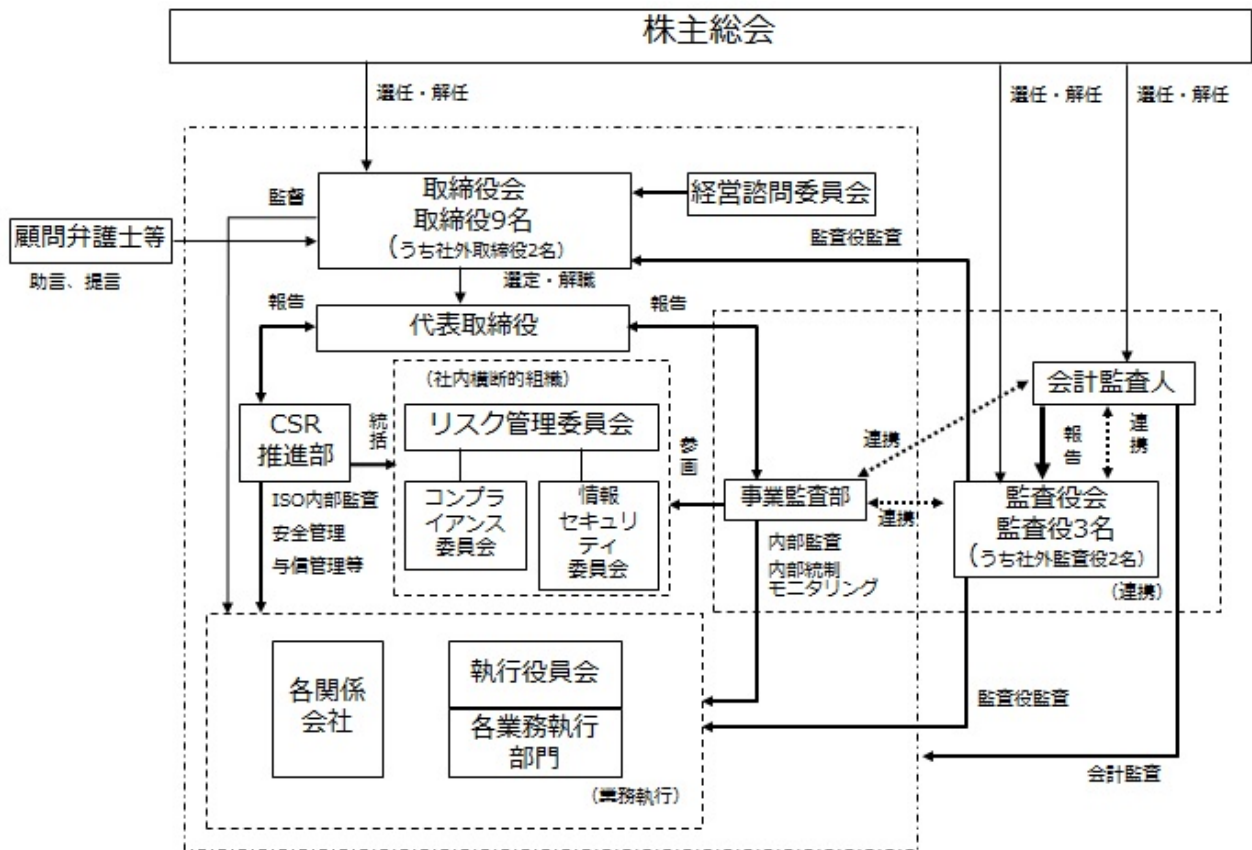 株主総会
選任・解任
選任・解任
選任・解任
監督
取締役会
取締役9名
(うち社外取締役2名)
経営諮問委員会
顧問弁護士等
助言、提言
監査役監査
選定・解職
報告
代表取締役
報告
(社内横断的組織)
会計監査人
CSR
推進部
統括
リスク管理委員会
参画
連携
報告
連携
コンプラ
イアンス
委員会
情報
セキュリ
ティ
委員会
事業監査部
連携
監査役会
監査役3名
(うち社外監査役2名)
ISO内部監査
安全管理
与信管理等
内部監査
内部統制
モニタリング
(連携)
各関係
会社
執行役員会
各業務執行
部門
(業務執行)
監査役監査
会計監査